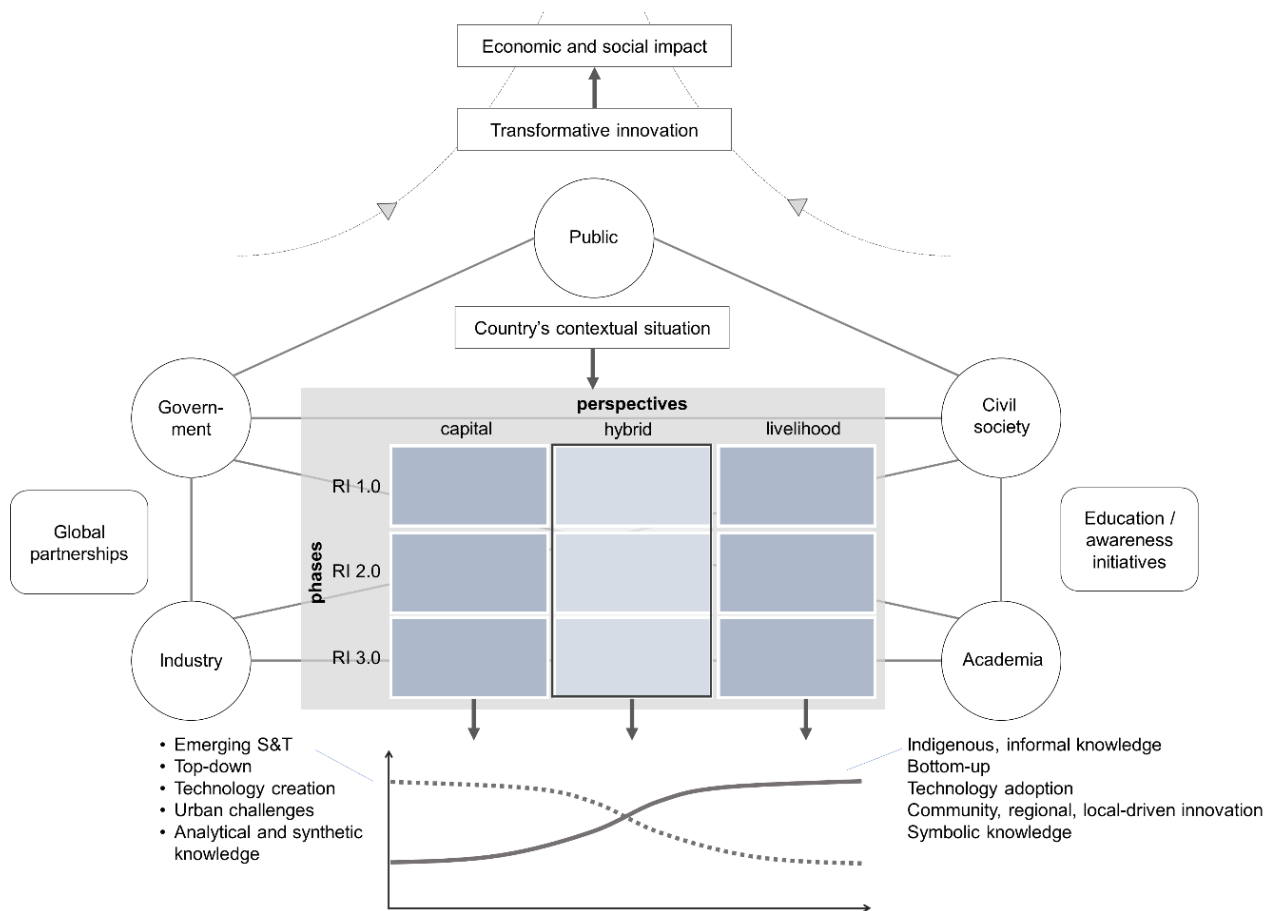 Economic and social impact
Transformative innovation
Public
Country's contextual situation
Govern-
ment
Civil
society
perspectives
capital
hybrid
livelihood
RI 1.0
RI 2.0
RI 3.0
phases
Global
partnerships
Education /
awareness
initiatives
Industry
Academia
• Emerging S&T
• Top-down
• Technology creation
• Urban challenges
• Analytical and synthetic
knowledge
Indigenous, informal knowledge
Bottom-up
Technology adoption
Community, regional, local-driven innovation
Symbolic knowledge